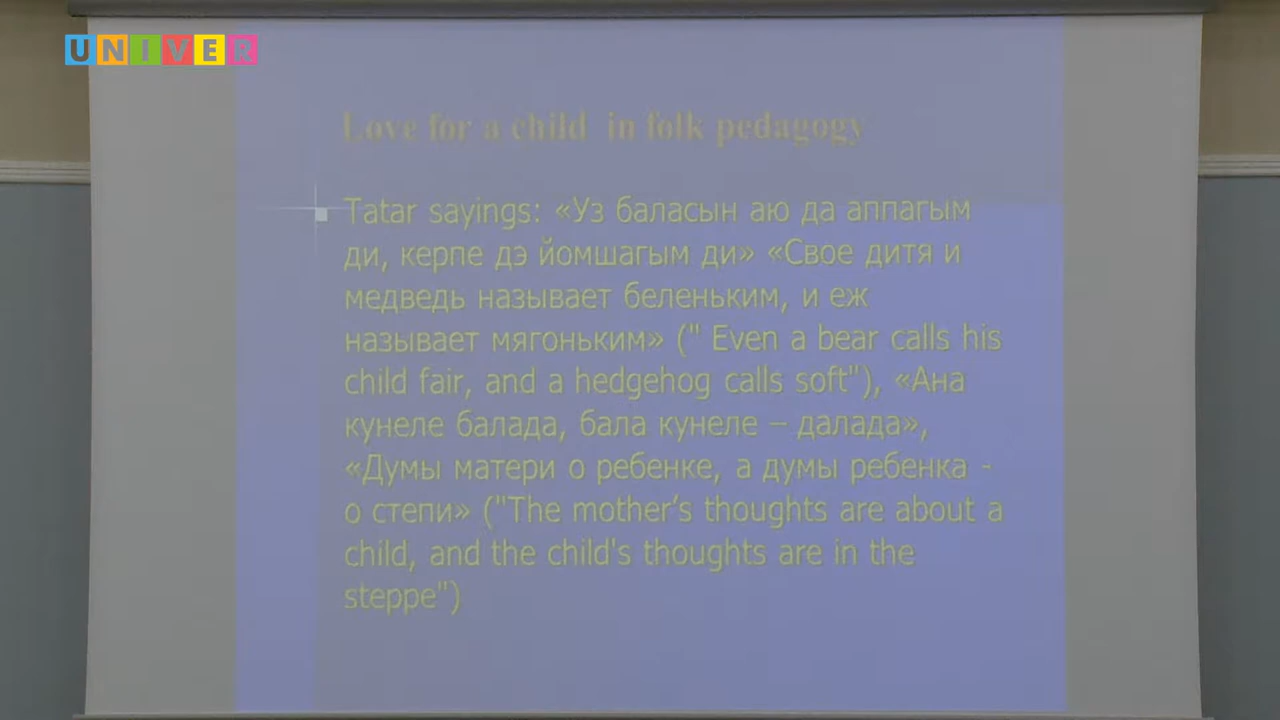 UNIVER
Love for a child in folk pedagogy
Tatar sayings: «Уз баласын аю да аппагым
ди, керпе дэ йомшагым ди» «Свое дитя и
медведь называет беленьким, и еж
называет мягоньким» (" Even a bear calls his
child fair, and a hedgehog calls soft"), «Ана
кунеле балада, бала кунеле – далада»,
«Думы матери о ребенке, а думы ребенка -
о степи» ("The mother’s thoughts are about a
child, and the child's thoughts are in the
steppe")